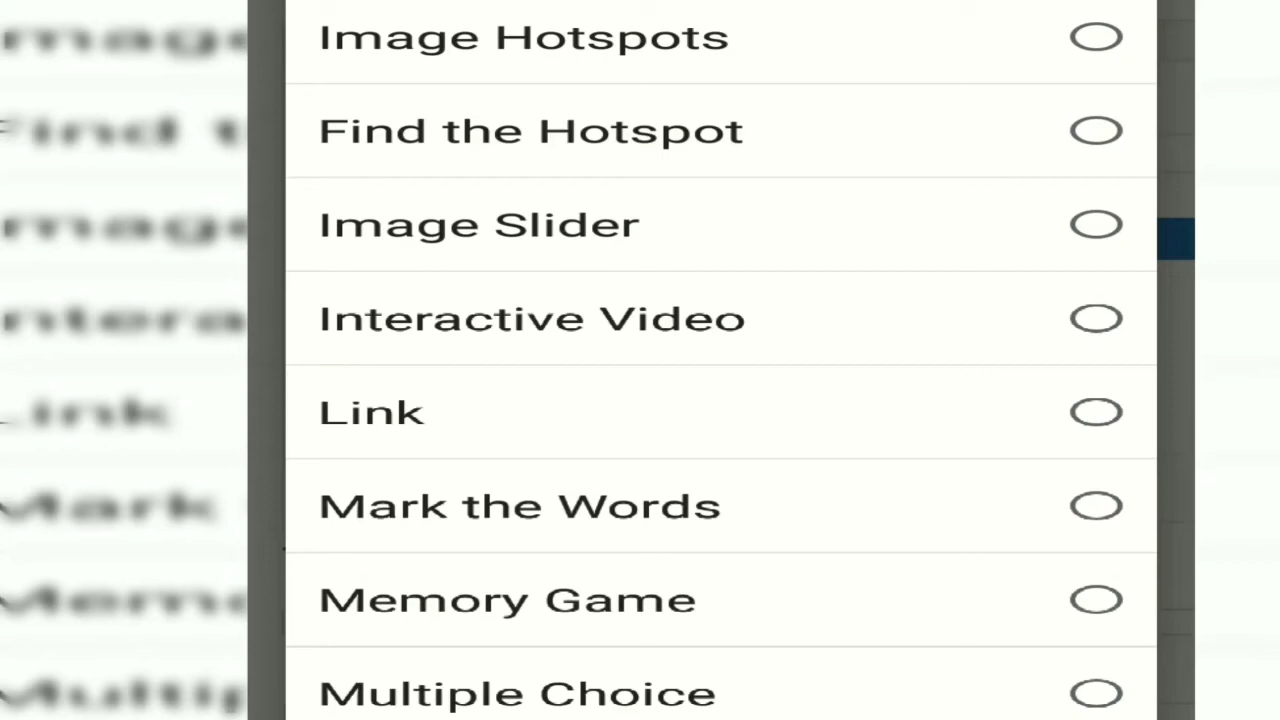 Image Hotspots
Find the Hotspot
Image Slider
Interactive Video
Link
Mark the Words
Memory Game
Multiple Choice